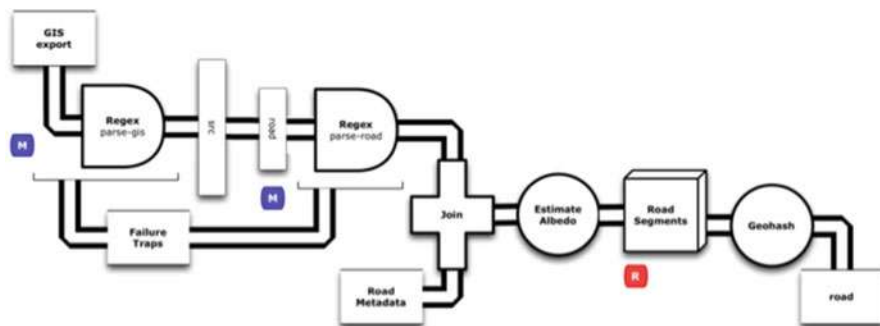 GIS
export
Regex
parse-gis
src
road
Regex
parse-road
M
M
Failure
Traps
Join
Estimate
Albedo
Road
Segments
Geohash
R
Road
Metadata
road